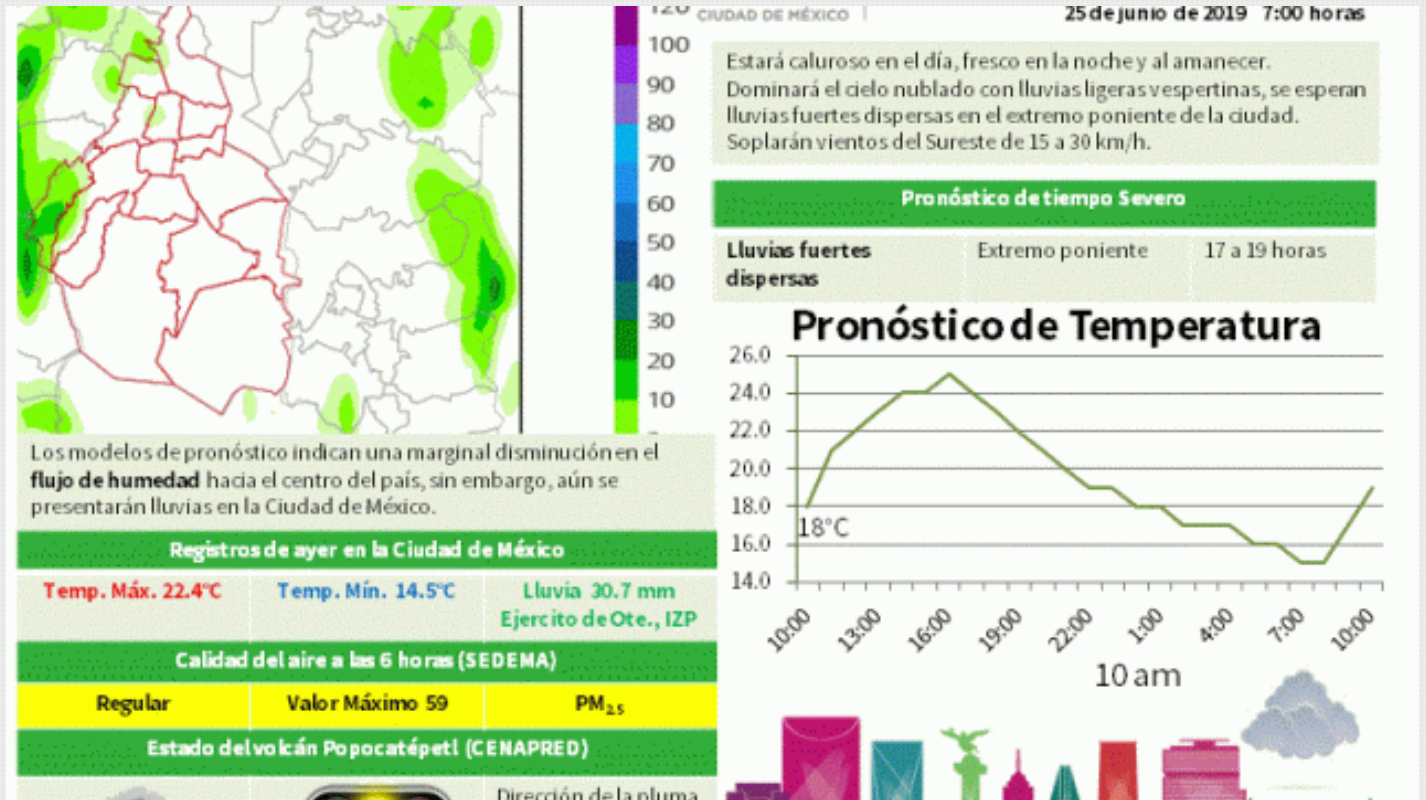 120
100
90
80
70
60
50
40
30
20
10
Los modelos de pronóstico indican una marginal disminución en el
flujo de humedad hacia el centro del país, sin embargo, aún se
presentarán lluvias en la Ciudad de México.
Registros de ayer en la Ciudad de México
Temp. Máx. 22.4°C Temp. Mín. 14.5°C Lluvia 30.7 mm
Ejercito de Ote., IZP
Calidad del aire a las 6 horas (SEDEMA)
Regular Valor Máximo 59 PM2.5
Estado del volcán Popocatépetl (CENAPRED)
Dirección de la pluma
CIUDAD DE MÉXICO
25 de junio de 2019 7:00 horas
Estará caluroso en el día, fresco en la noche y al amanecer.
Dominará el cielo nublado con lluvias ligeras vespertinas, se esperan
lluvias fuertes dispersas en el extremo poniente de la ciudad.
Soplarán vientos del Sureste de 15 a 30 km/h.
Pronóstico de tiempo Severo
Lluvias fuertes Extremo poniente 17 a 19 horas
dispersas
Pronóstico de Temperatura
26.0
24.0
22.0
20.0
18.0
16.0
14.0
18°C
10:00 13:00 16:00 19:00 22:00 1:00 4:00 7:00 10:00
10 am